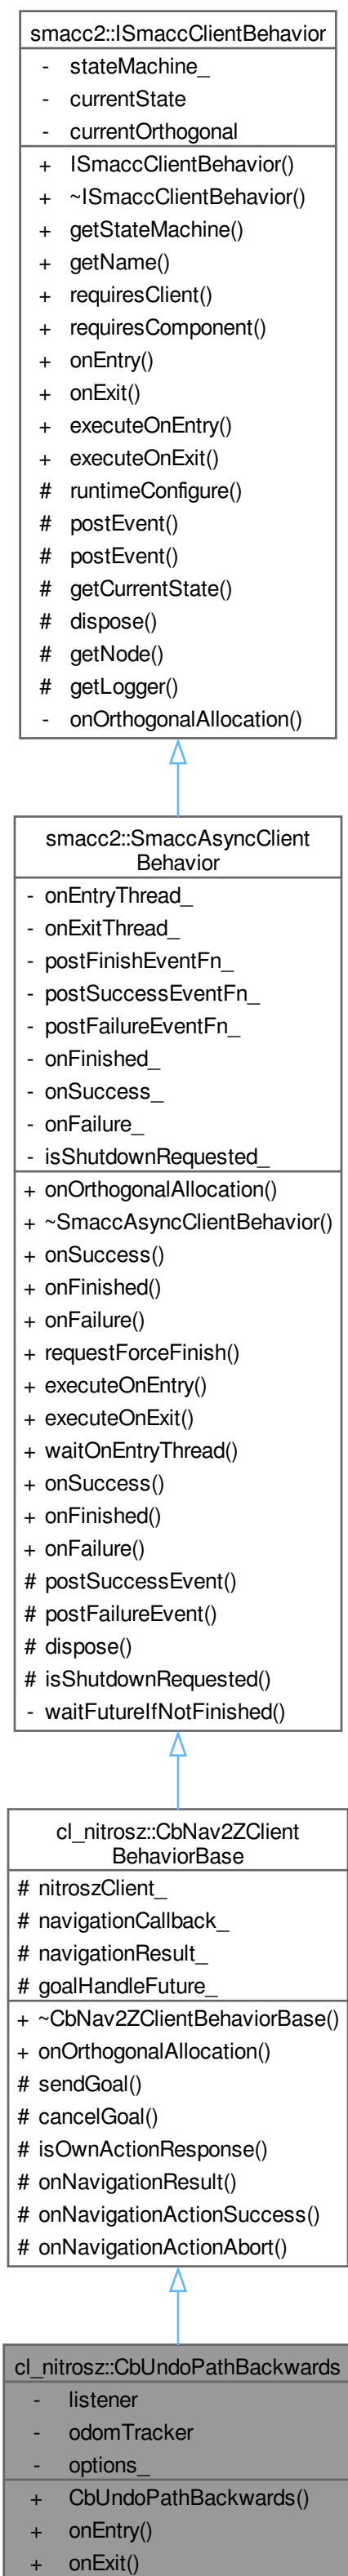 smacc2::ISmaccClientBehavior
- stateMachine_
- currentState
- currentOrthogonal
+ ISmaccClientBehavior()
+ ~ISmaccClientBehavior()
+ getStateMachine()
+ getName()
+ requiresClient()
+ requiresComponent()
+ onEntry()
+ onExit()
+ executeOnEntry()
+ executeOnExit()
# runtimeConfigure()
# postEvent()
# postEvent()
# getCurrentState()
# dispose()
# getNode()
# getLogger()
- onOrthogonalAllocation()
smacc2::SmaccAsyncClient
Behavior
- onEntryThread_
- onExitThread_
- postFinishEventFn_
- postSuccessEventFn_
- postFailureEventFn_
- onFinished_
- onSuccess_
- onFailure_
- isShutdownRequested_
+ onOrthogonalAllocation()
+ ~SmaccAsyncClientBehavior()
+ onSuccess()
+ onFinished()
+ onFailure()
+ requestForceFinish()
+ executeOnEntry()
+ executeOnExit()
+ waitOnEntryThread()
+ onSuccess()
+ onFinished()
+ onFailure()
# postSuccessEvent()
# postFailureEvent()
# dispose()
# isShutdownRequested()
- waitFutureIfNotFinished()
cl_nitrosz::CbNav2ZClient
BehaviorBase
# nitroszClient_
# navigationCallback_
# navigationResult_
# goalHandleFuture_
+ ~CbNav2ZClientBehaviorBase()
+ onOrthogonalAllocation()
# sendGoal()
# cancelGoal()
# isOwnActionResponse()
# onNavigationResult()
# onNavigationActionSuccess()
# onNavigationActionAbort()
cl_nitrosz::CbUndoPathBackwards
- listener
- odomTracker
- options_
+ CbUndoPathBackwards()
+ onEntry()
+ onExit()